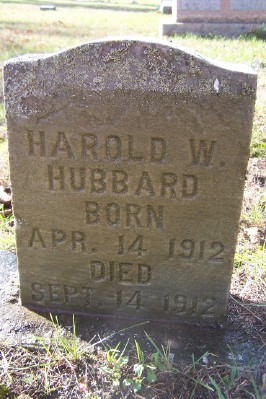 HAROLD W.
HUBBARD
BORN
APR. 14 1912
DIED
SEPT. 14 1912